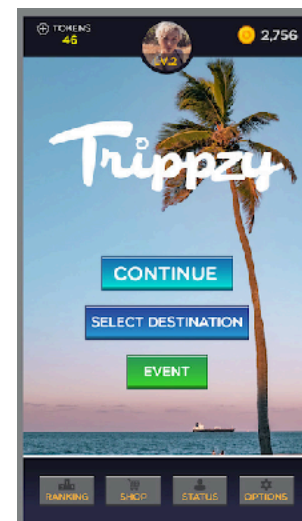 TOKENS
46
2,756
LV.2
Trippzy
CONTINUE
SELECT DESTINATION
EVENT
RANKING
SHOP
STATUS
OPTIONS